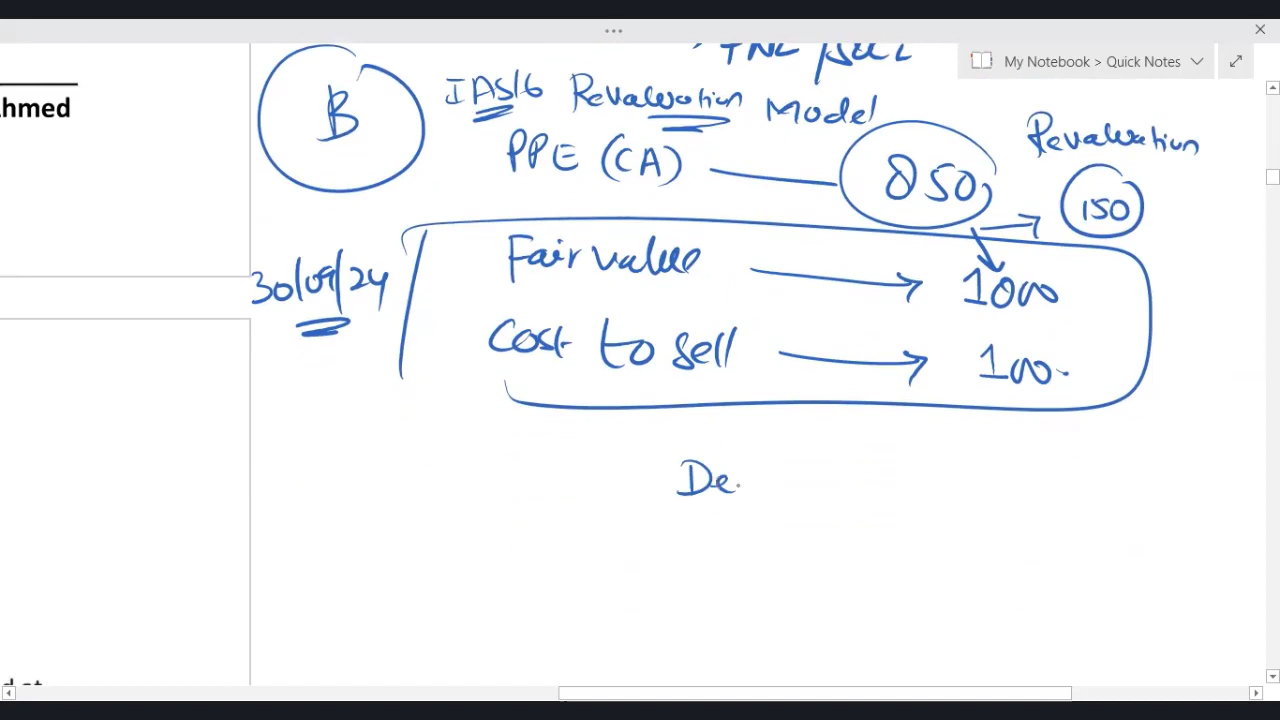 My Notebook > Quick Notes
Ahmed
B
IAS16 Revaluation Model
PPE (CA) 850
Revaluation
150
30/09/24
Fair value 1000
Cost to sell 100
De